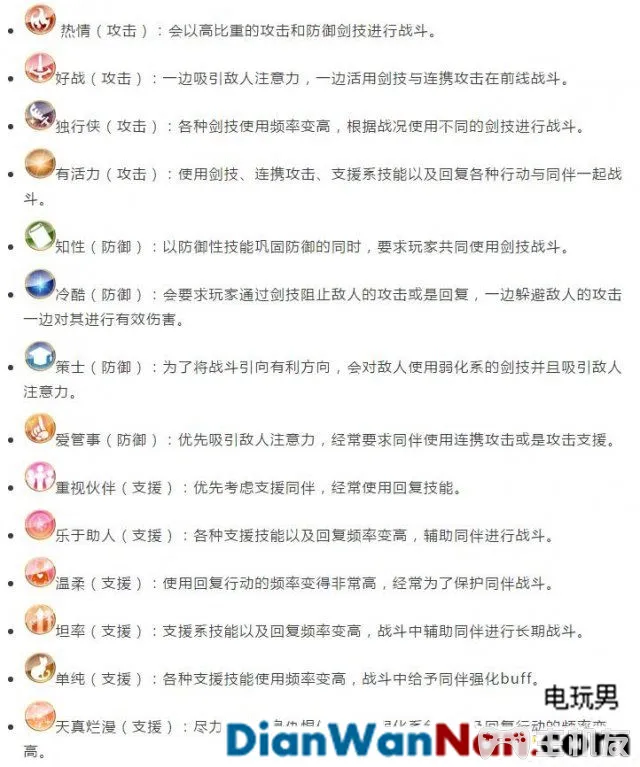 热情（攻击）：会以高比重的攻击和防御剑技进行战斗。
好战（攻击）：一边吸引敌人注意力，一边活用剑技与连携攻击在前线战斗。
独行侠（攻击）：各种剑技使用频率变高，根据战况使用不同的剑技进行战斗。
有活力（攻击）：使用剑技、连携攻击、支援系技能以及回复各种行动与同伴一起战
斗。
知性（防御）：以防御性技能巩固防御的同时，要求玩家共同使用剑技战斗。
冷酷（防御）：会要求玩家通过剑技阻止敌人的攻击或是回复，一边躲避敌人的攻击
一边对其进行有效伤害。
策士（防御）：为了将战斗引向有利方向，会对敌人使用弱化系的剑技并且吸引敌人
注意力。
爱管事（防御）：优先吸引敌人注意力，经常要求同伴使用连携攻击或是攻击支援。
重视伙伴（支援）：优先考虑支援同伴，经常使用回复技能。
乐于助人（支援）：各种支援技能以及回复频率变高，辅助同伴进行战斗。
温柔（支援）：使用回复行动的频率变得非常高，经常为了保护同伴战斗。
坦率（支援）：支援系技能以及回复频率变高，战斗中辅助同伴进行长期战斗。
单纯（支援）：各种支援技能使用频率变高，战斗中给予同伴强化buff。
电玩男
天真烂漫（支援）：尽力 及回复行动的频率变
高。
DianWanNan.com